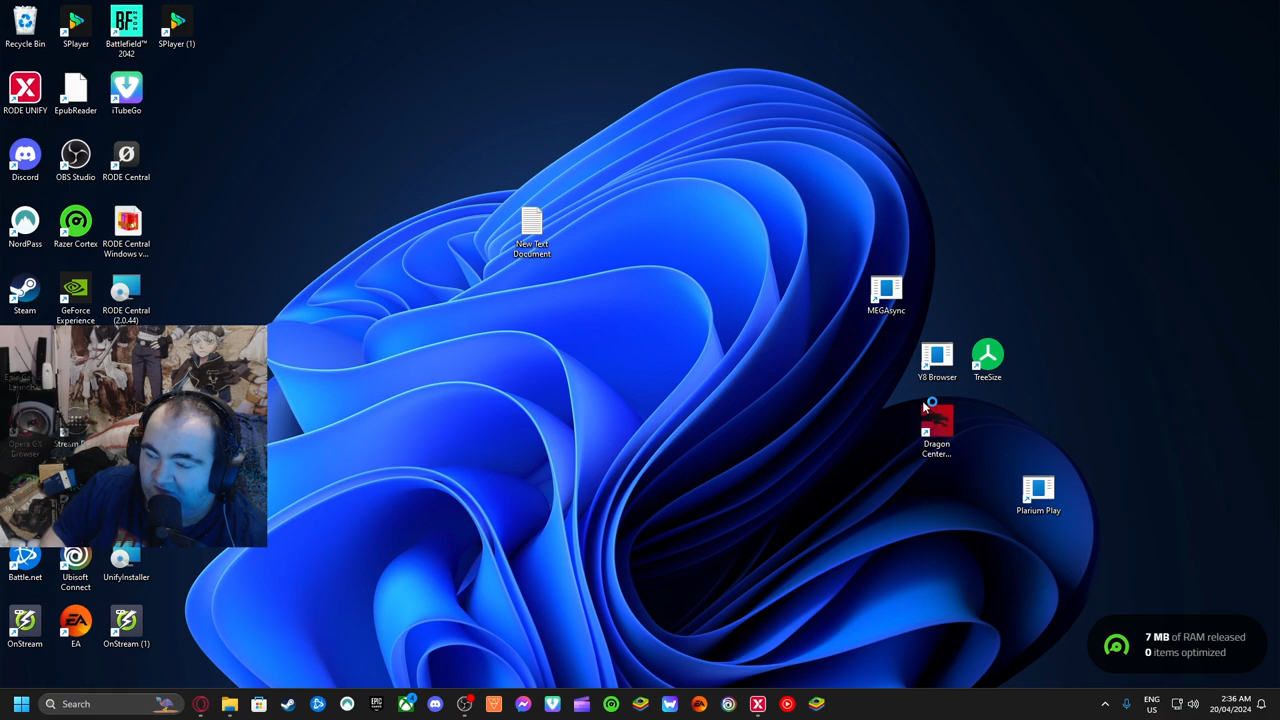 Recycle Bin
SPlayer
Battlefield™
2042
SPlayer (1)
RODE UNIFY
EpubReader
iTubeGo
Discord
OBS Studio
RODE Central
NordPass
Razer Cortex
RODE Central
Windows v...
Steam
GeForce
Experience
RODE Central
(2.0.44)
Opera GX
Browser
Battle.net
Ubisoft
Connect
UnifyInstaller
OnStream
EA
OnStream (1)
New Text
Document
MEGAsync
Y8 Browser
TreeSize
Dragon
Center...
Plarium Play
7 MB of RAM released
0 items optimized
Search
ENG
US
2:36 AM
20/04/2024